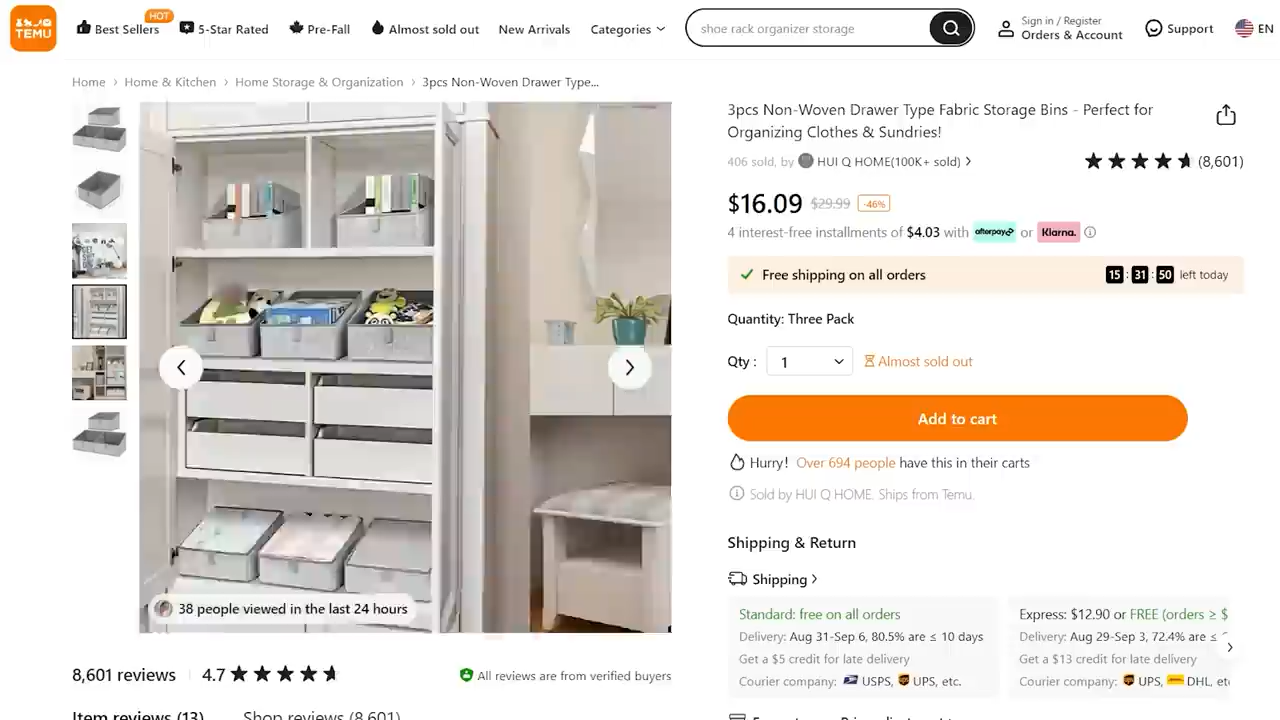 TEMU
Best Sellers
HOT
5-Star Rated
Pre-Fall
Almost sold out
New Arrivals
Categories
shoe rack organizer storage
Sign in / Register
Orders & Account
Support
EN
Home > Home & Kitchen > Home Storage & Organization > 3pcs Non-Woven Drawer Type...
3pcs Non-Woven Drawer Type Fabric Storage Bins - Perfect for
Organizing Clothes & Sundries!
406 sold, by HUI Q HOME(100K+ sold) >
(8,601)
$16.09 $29.99 -46%
4 interest-free installments of $4.03 with afterpay or Klarna.
Free shipping on all orders
15 : 31 : 50 left today
Quantity: Three Pack
Qty : 1 Almost sold out
Add to cart
Hurry! Over 694 people have this in their carts
Sold by HUI Q HOME. Ships from Temu.
Shipping & Return
Shipping >
Standard: free on all orders
Delivery: Aug 31-Sep 6, 80.5% are ≤ 10 days
Get a $5 credit for late delivery
Courier company: USPS, UPS, etc.
Express: $12.90 or FREE (orders ≥ $
Delivery: Aug 29-Sep 3, 72.4% are ≤
Get a $13 credit for late delivery
Courier company: UPS, DHL, etc
38 people viewed in the last 24 hours
8,601 reviews 4.7
All reviews are from verified buyers
Item reviews (13)
Shop reviews (8,601)